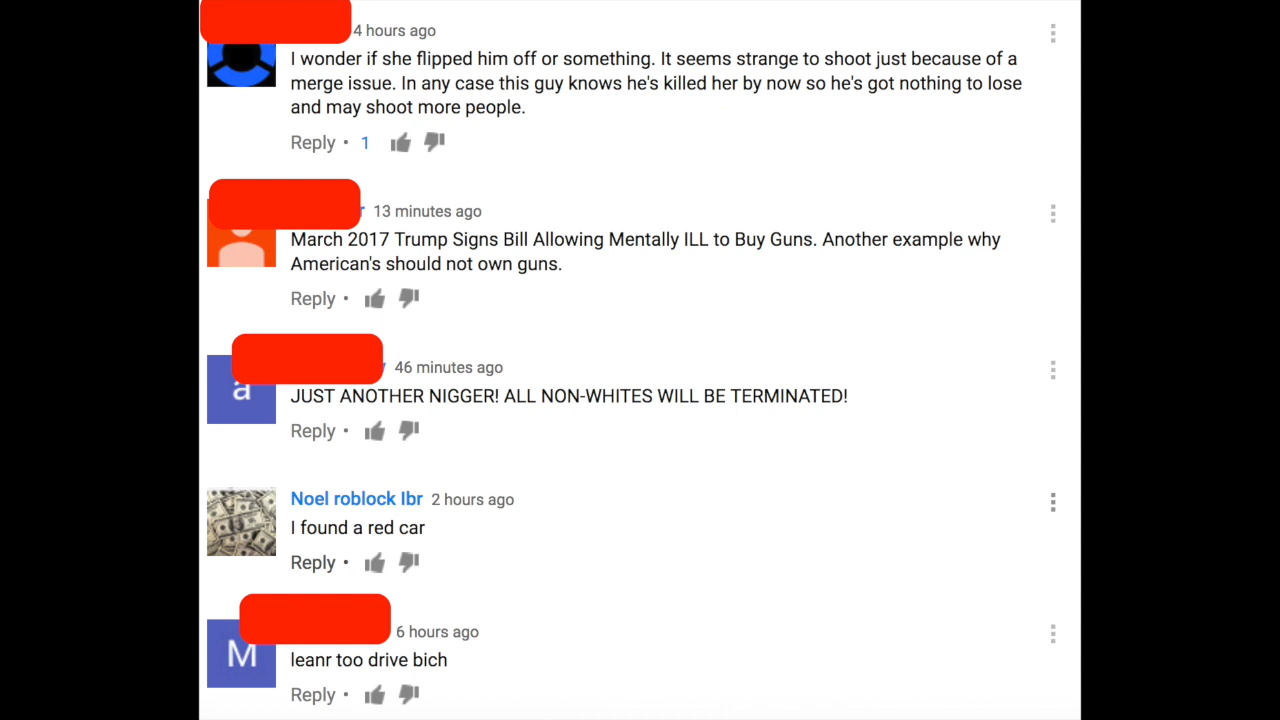 4 hours ago
I wonder if she flipped him off or something. It seems strange to shoot just because of a
merge issue. In any case this guy knows he's killed her by now so he's got nothing to lose
and may shoot more people.
Reply • 1
13 minutes ago
March 2017 Trump Signs Bill Allowing Mentally ILL to Buy Guns. Another example why
American's should not own guns.
Reply •
46 minutes ago
a
JUST ANOTHER NIGGER! ALL NON-WHITES WILL BE TERMINATED!
Reply •
Noel roblock lbr 2 hours ago
I found a red car
Reply •
6 hours ago
M
leanr too drive bich
Reply •